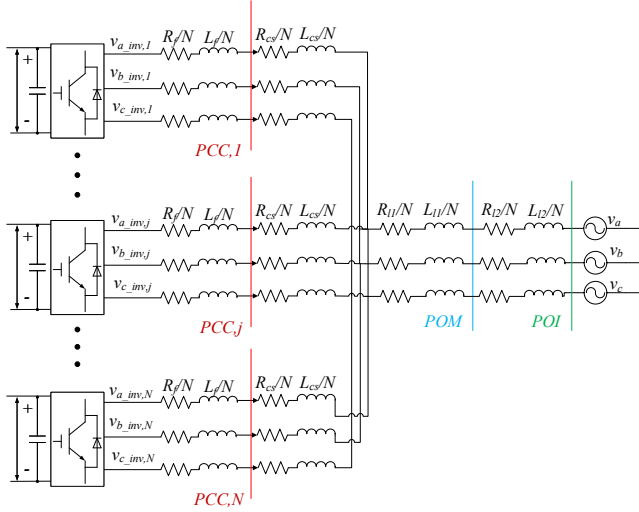 v_a_inv,1 R_f/N L_f/N R_cs/N L_cs/N
+
v_b_inv,1
v_c_inv,1
-
PCC,1
v_a_inv,j R_f/N L_f/N R_cs/N L_cs/N R_l1/N L_l1/N R_l2/N L_l2/N v_a
+
v_b_inv,j v_b
v_c_inv,j v_c
-
PCC,j POM POI
v_a_inv,N R_f/N L_f/N R_cs/N L_cs/N
+
v_b_inv,N
v_c_inv,N
-
PCC,N